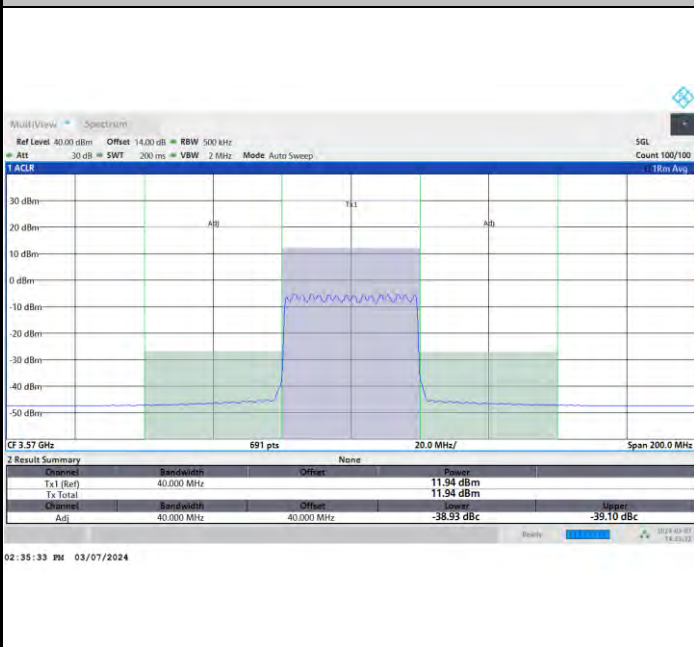 MultiView Spectrum
Ref Level 40.00 dBm Offset 14.00 dB RBW 500 kHz SGL
Att 30 dB SWT 200 ms VBW 2 MHz Mode Auto Sweep Count 100/100
1 ACLR 1Rm Avg
30 dBm
Tx1
20 dBm Adj Adj
10 dBm
0 dBm
-10 dBm
-20 dBm
-30 dBm
-40 dBm
-50 dBm
CF 3.57 GHz 691 pts 20.0 MHz/ Span 200.0 MHz
2 Result Summary None
Channel Bandwidth Offset Power
Tx1 (Ref) 40.000 MHz 11.94 dBm
Tx Total 11.94 dBm
Channel Bandwidth Offset Lower Upper
Adj 40.000 MHz 40.000 MHz -38.93 dBc -39.10 dBc
Ready
02:35:33 PM 03/07/2024